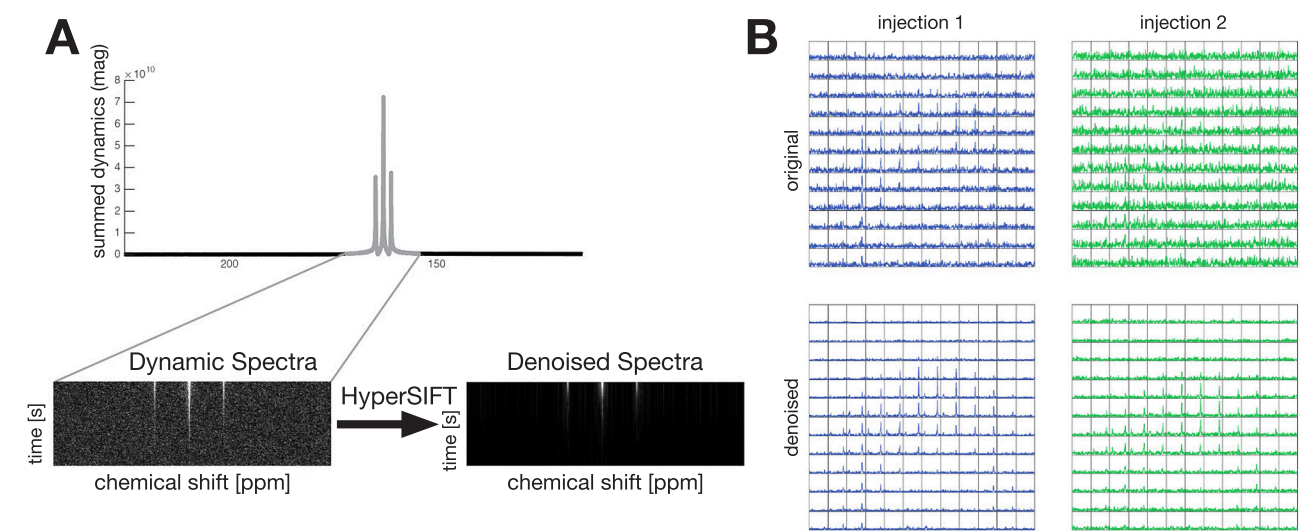 A
summed dynamics (mag)
×10¹⁰
8
7
6
5
4
3
2
1
0
200
150
Dynamic Spectra
time [s]
chemical shift [ppm]
HyperSIFT
Denoised Spectra
time [s]
chemical shift [ppm]
B
injection 1
injection 2
original
denoised